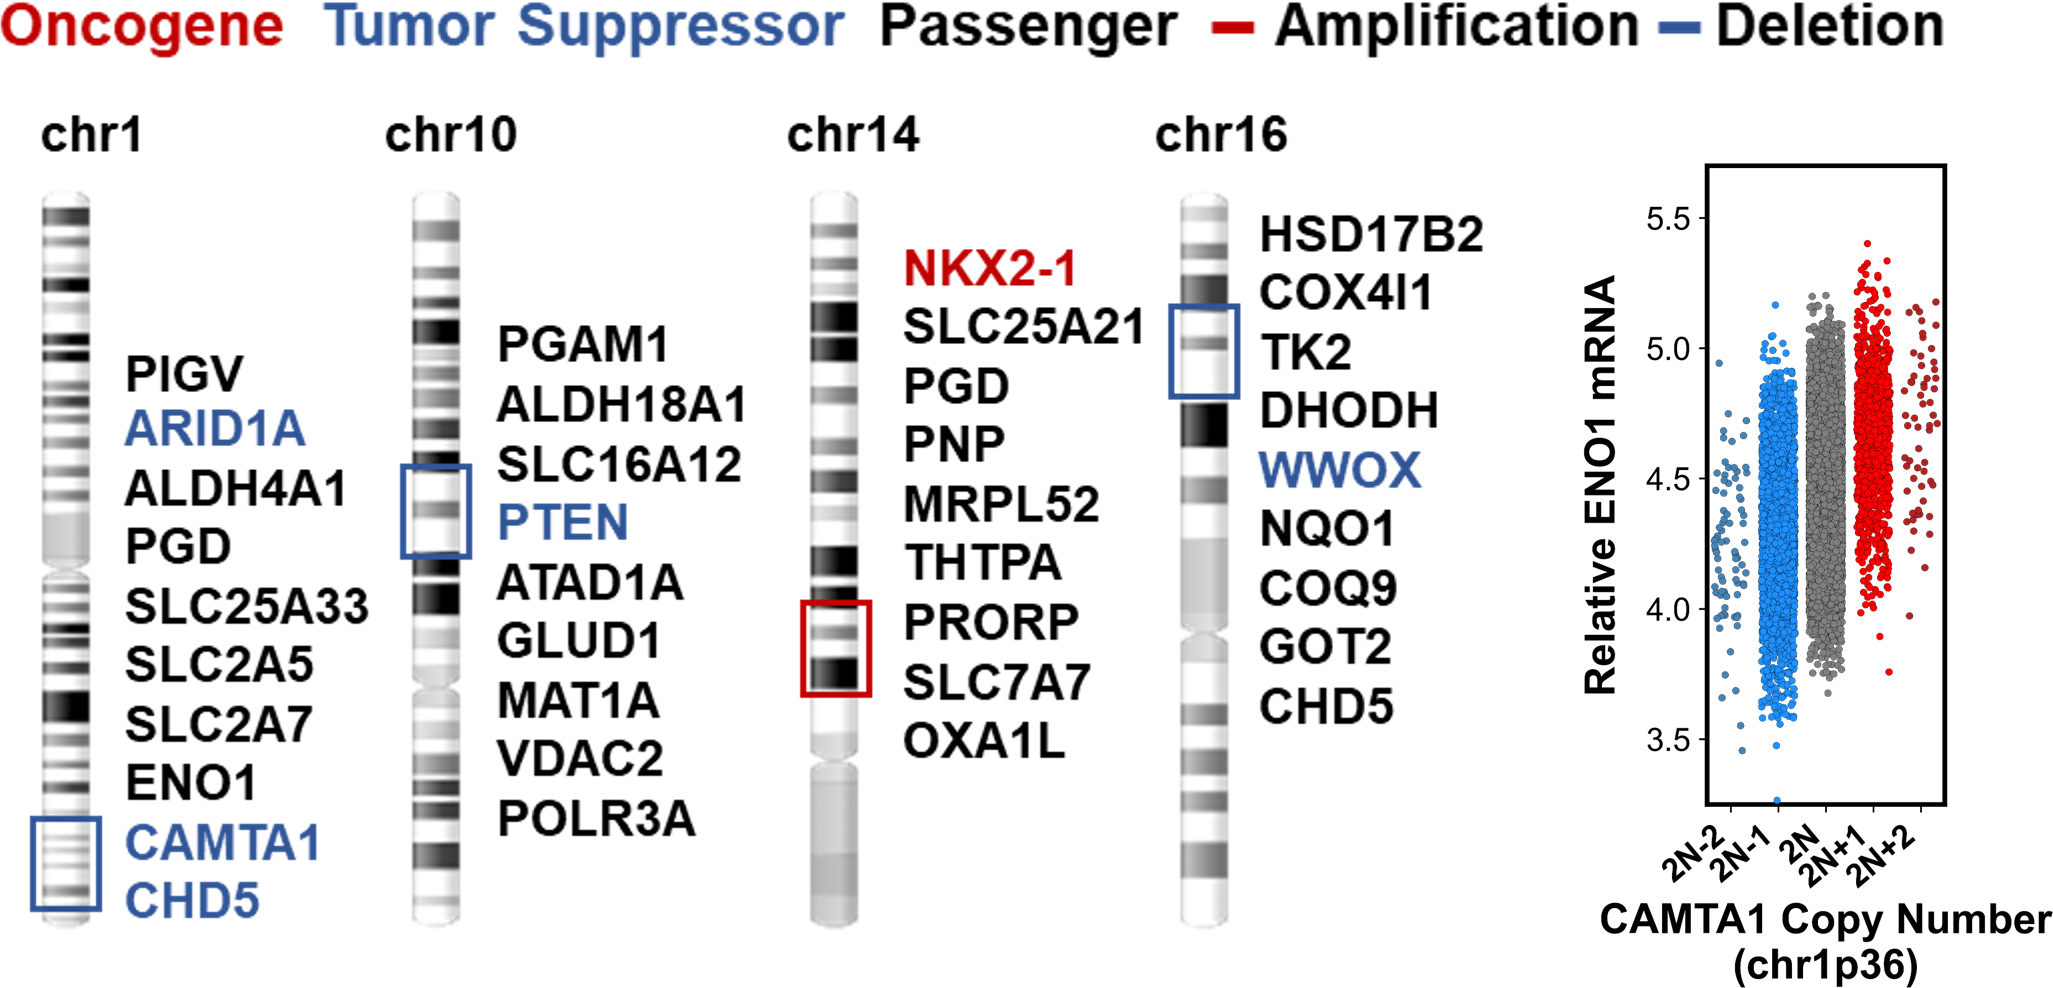 Oncogene Tumor Suppressor Passenger Amplification Deletion
chr1
PIGV
ARID1A
ALDH4A1
PGD
SLC25A33
SLC2A5
SLC2A7
ENO1
CAMTA1
CHD5
chr10
PGAM1
ALDH18A1
SLC16A12
PTEN
ATAD1A
GLUD1
MAT1A
VDAC2
POLR3A
chr14
NKX2-1
SLC25A21
PGD
PNP
MRPL52
THTPA
PRORP
SLC7A7
OXA1L
chr16
HSD17B2
COX4I1
TK2
DHODH
WWOX
NQO1
COQ9
GOT2
CHD5
Relative ENO1 mRNA
5.5
5.0
4.5
4.0
3.5
2N-2
2N-1
2N
2N+1
2N+2
CAMTA1 Copy Number
(chr1p36)